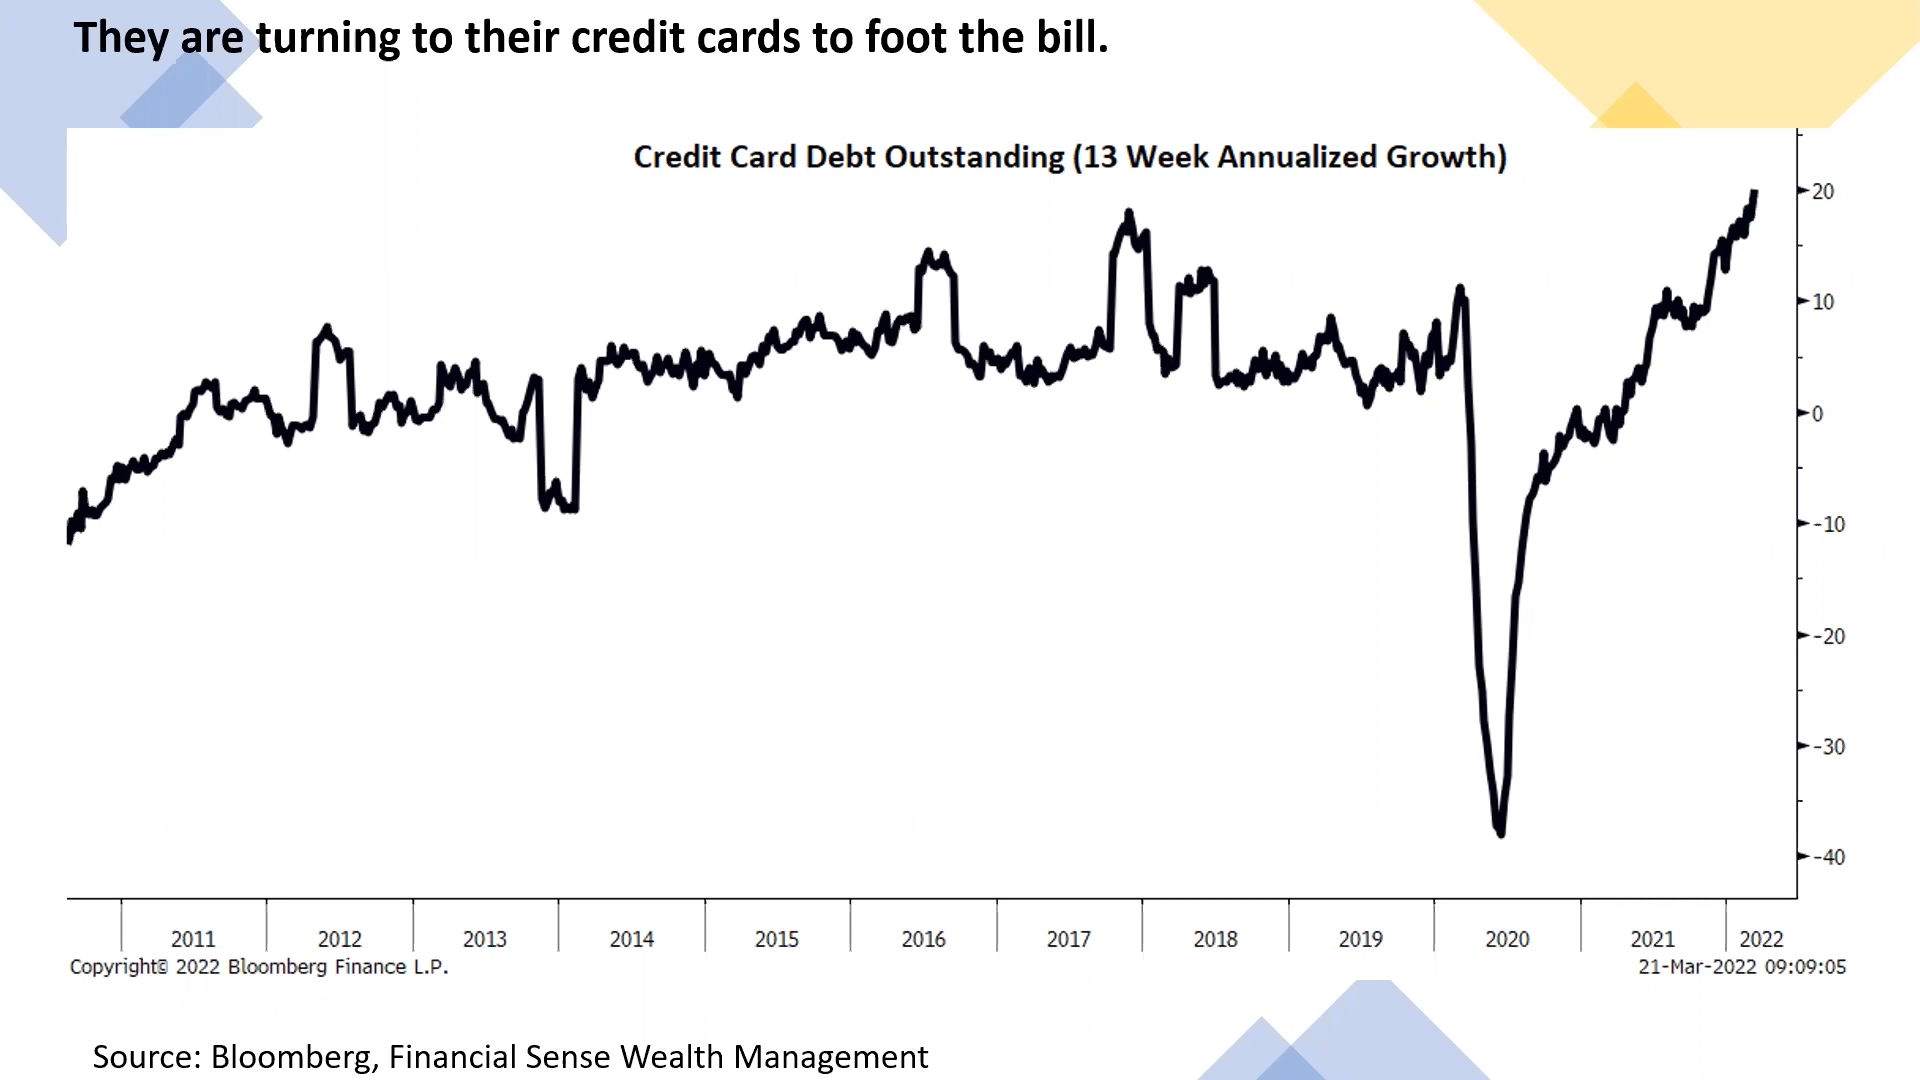 They are turning to their credit cards to foot the bill.
Credit Card Debt Outstanding (13 Week Annualized Growth)
20
10
0
-10
-20
-30
-40
2011 2012 2013 2014 2015 2016 2017 2018 2019 2020 2021 2022
Copyright© 2022 Bloomberg Finance L.P. 21-Mar-2022 09:09:05
Source: Bloomberg, Financial Sense Wealth Management